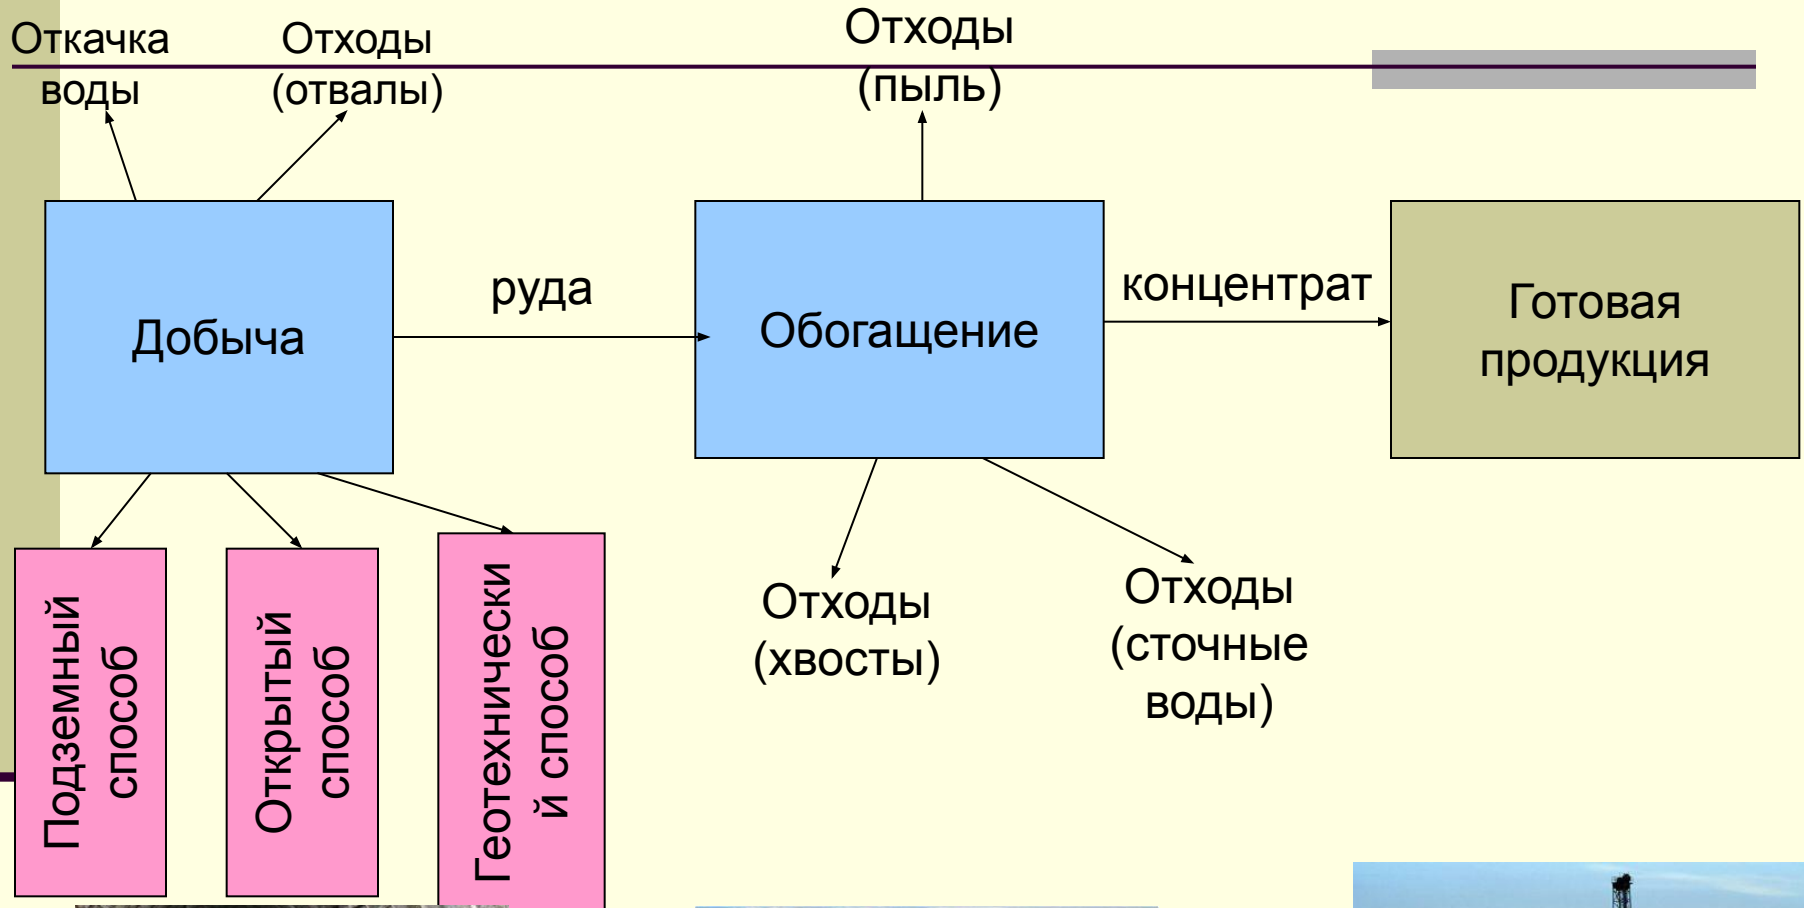 Откачка
воды
Отходы
(отвалы)
Отходы
(пыль)
Добыча
руда
Обогащение
концентрат
Готовая
продукция
Подземный
способ
Открытый
способ
Геотехнически
й способ
Отходы
(хвосты)
Отходы
(сточные
воды)